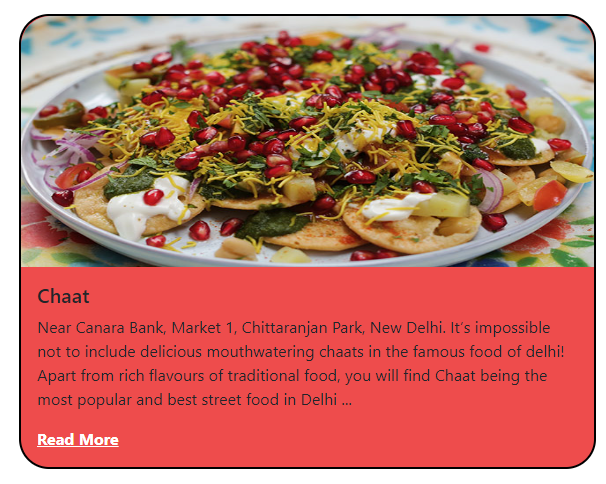 Chaat
Near Canara Bank, Market 1, Chittaranjan Park, New Delhi. It's impossible
not to include delicious mouthwatering chaats in the famous food of delhi!
Apart from rich flavours of traditional food, you will find Chaat being the
most popular and best street food in Delhi ...
Read More